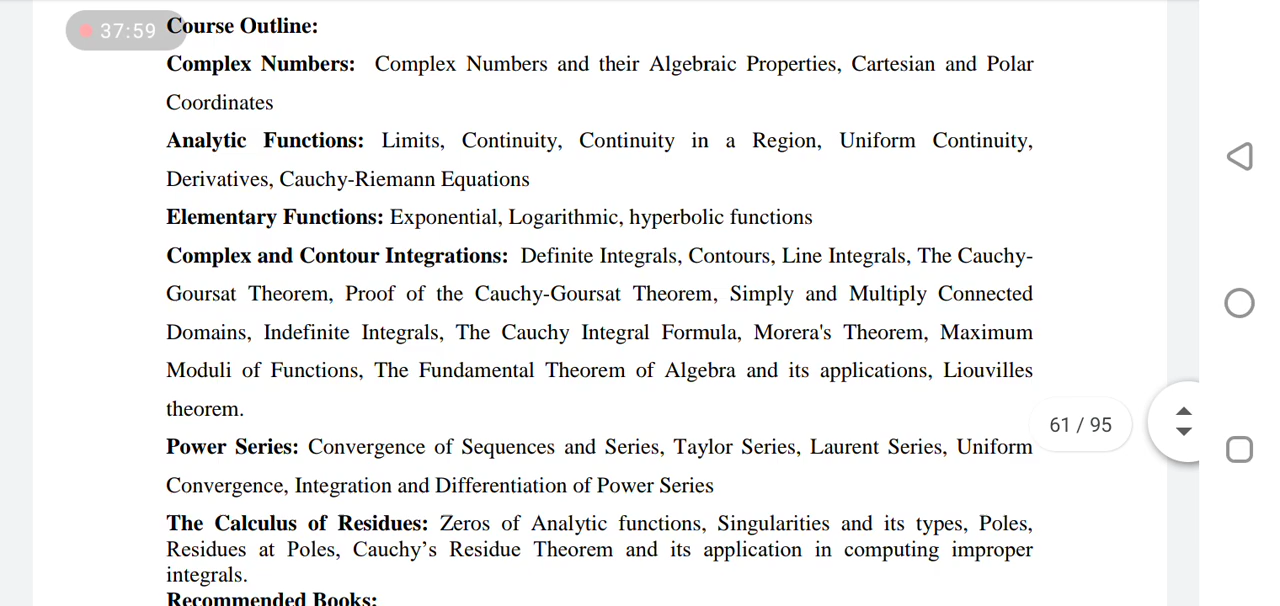 37:59
Course Outline:
Complex Numbers: Complex Numbers and their Algebraic Properties, Cartesian and Polar
Coordinates
Analytic Functions: Limits, Continuity, Continuity in a Region, Uniform Continuity,
Derivatives, Cauchy-Riemann Equations
Elementary Functions: Exponential, Logarithmic, hyperbolic functions
Complex and Contour Integrations: Definite Integrals, Contours, Line Integrals, The Cauchy-
Goursat Theorem, Proof of the Cauchy-Goursat Theorem, Simply and Multiply Connected
Domains, Indefinite Integrals, The Cauchy Integral Formula, Morera's Theorem, Maximum
Moduli of Functions, The Fundamental Theorem of Algebra and its applications, Liouvilles
theorem.
61 / 95
Power Series: Convergence of Sequences and Series, Taylor Series, Laurent Series, Uniform
Convergence, Integration and Differentiation of Power Series
The Calculus of Residues: Zeros of Analytic functions, Singularities and its types, Poles,
Residues at Poles, Cauchy’s Residue Theorem and its application in computing improper
integrals.
Recommended Books: